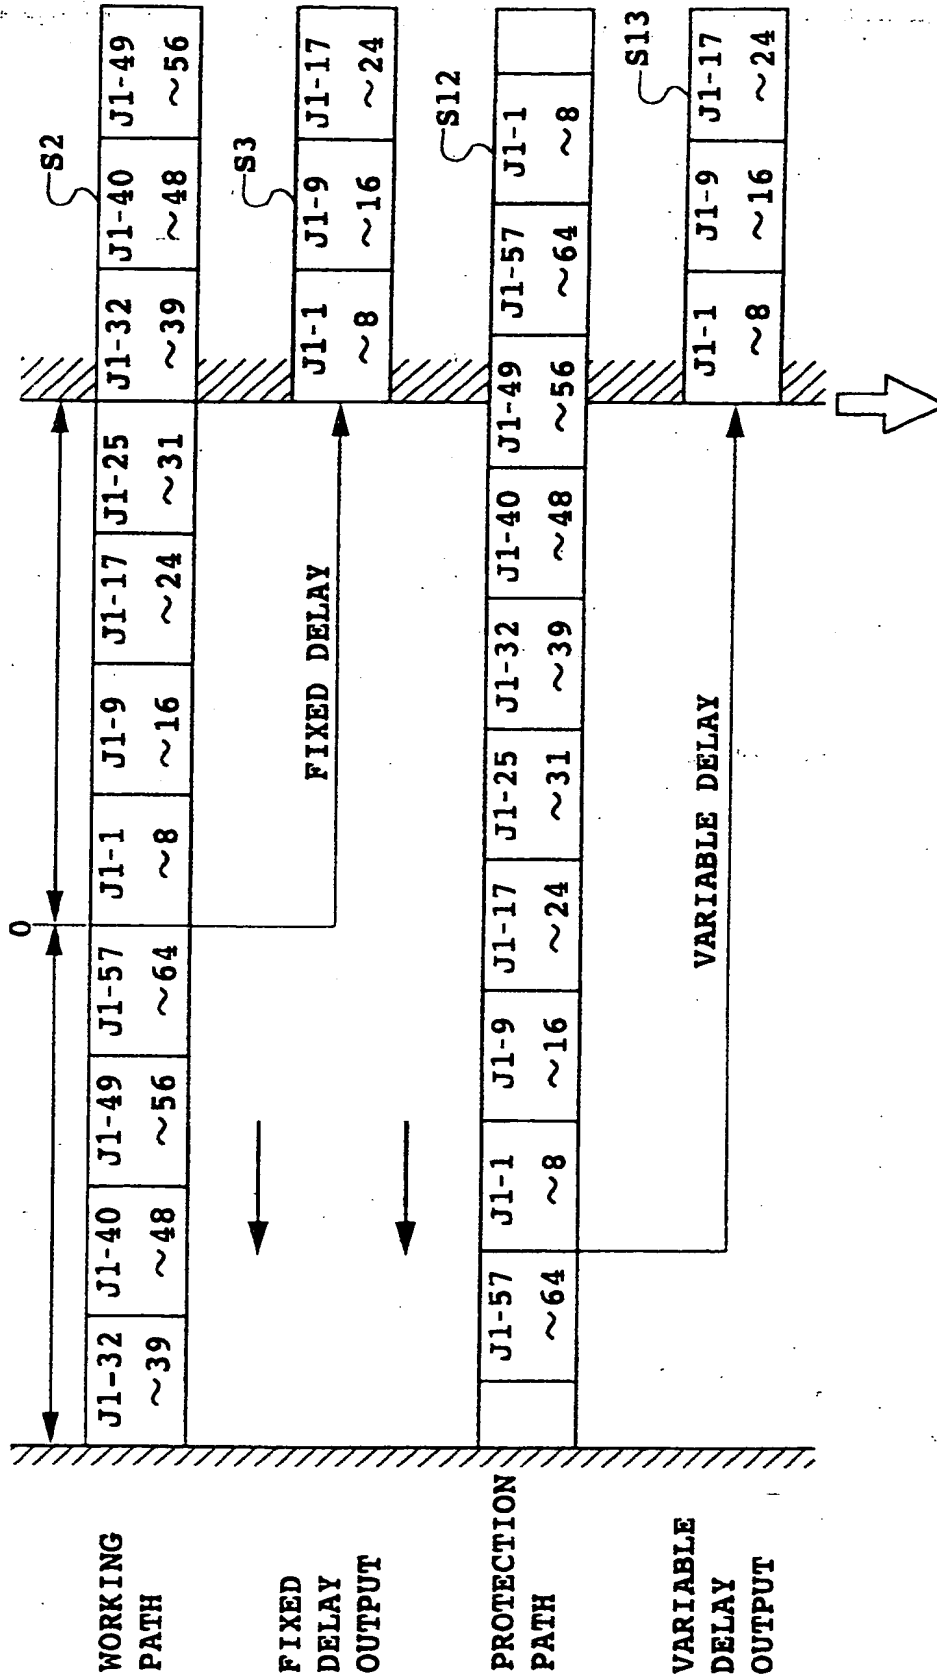 O
WORKING
PATH
J1-32
~39
J1-40
~48
J1-49
~56
J1-57
~64
J1-1
~8
J1-9
~16
J1-17
~24
J1-25
~31
J1-32
~39
J1-40
~48
J1-49
~56
S2
FIXED
DELAY
OUTPUT
FIXED DELAY
J1-1
~8
J1-9
~16
J1-17
~24
S3
PROTECTION
PATH
J1-57
~64
J1-1
~8
J1-9
~16
J1-17
~24
J1-25
~31
J1-32
~39
J1-40
~48
J1-49
~56
J1-57
~64
J1-1
~8
S12
VARIABLE
DELAY
OUTPUT
VARIABLE DELAY
J1-1
~8
J1-9
~16
J1-17
~24
S13